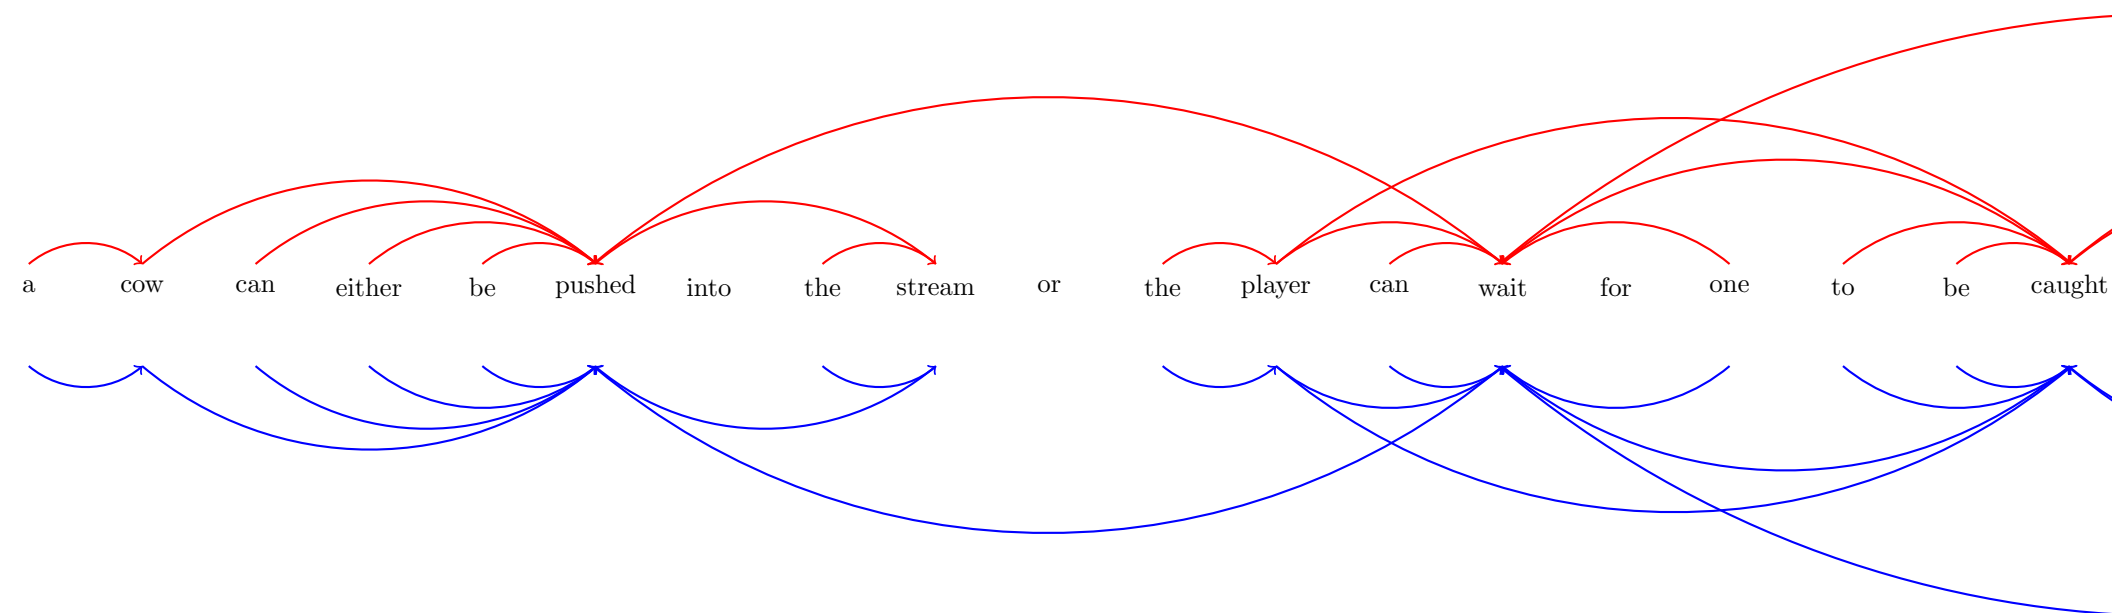 a cow can either be pushed into the stream or the player can wait for one to be caught